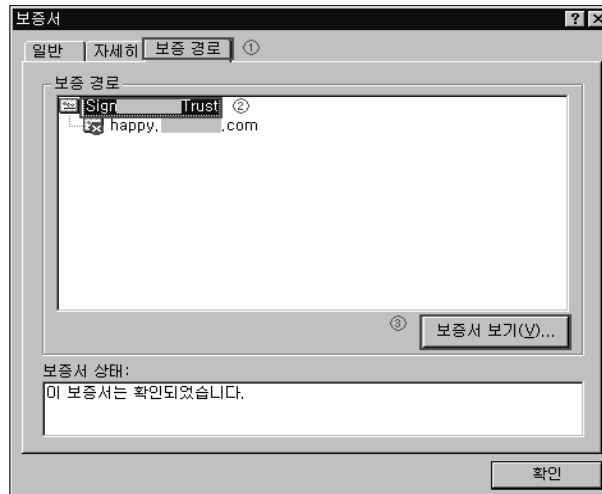 보증서
일반 자세히 보증 경로 ①
보증 경로
Sign Trust ②
happy. .com
③ 보증서 보기(V)...
보증서 상태:
이 보증서는 확인되었습니다.
확인